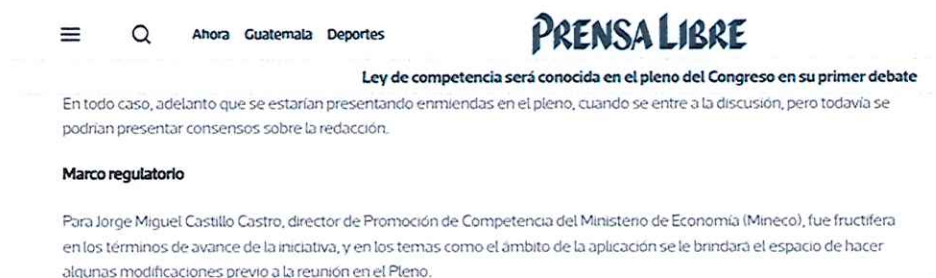 Ahora Guatemala Deportes
PRENSA LIBRE
Ley de competencia será conocida en el pleno del Congreso en su primer debate
En todo caso, adelanto que se estarían presentando enmiendas en el pleno, cuando se entre a la discusión, pero todavía se
podrían presentar consensos sobre la redacción.
Marco regulatorio
Para Jorge Miguel Castillo Castro, director de Promoción de Competencia del Ministerio de Economía (Mineco), fue fructífera
en los términos de avance de la iniciativa, y en los temas como el ámbito de la aplicación se le brindará el espacio de hacer
algunas modificaciones previo a la reunión en el Pleno.